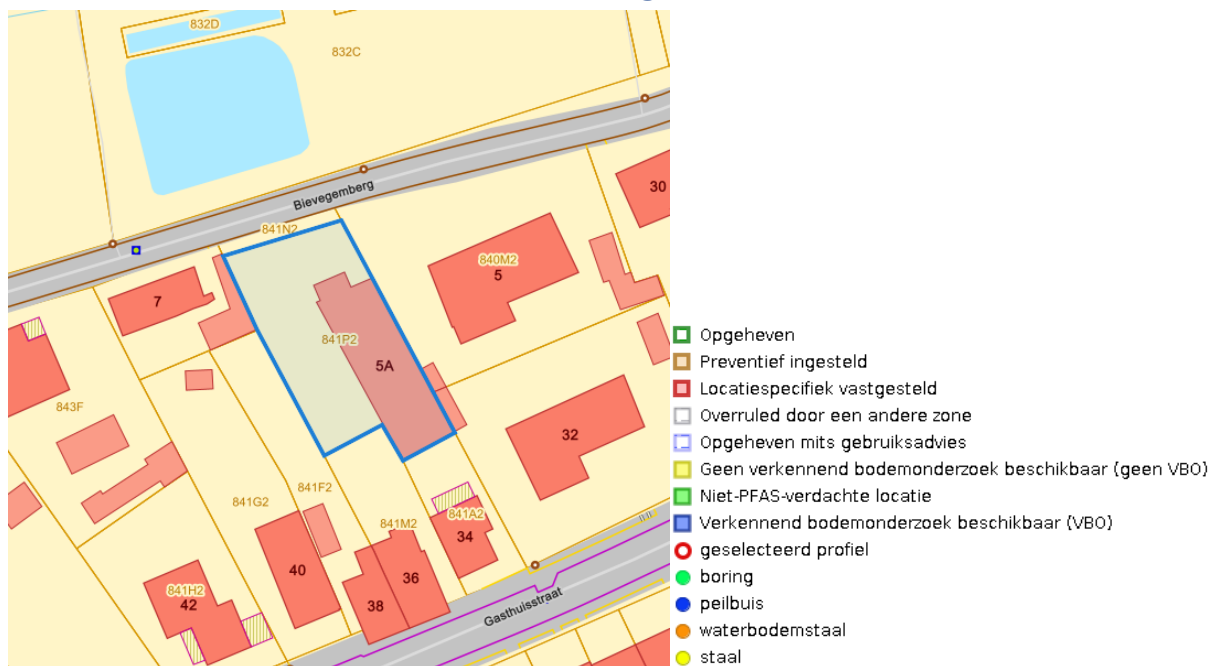 832D
832C
Bievegemberg
30
841N2
840M2
5
7
841P2
5A
843F
32
841G2
841F2
841M2
841A2
34
40
36
38
841H2
42
Gasthuisstraat
Opgeheven
Preventief ingesteld
Locatiespecifiek vastgesteld
Overruled door een andere zone
Opgeheven mits gebruiksadvies
Geen verkennend bodemonderzoek beschikbaar (geen VBO)
Niet-PFAS-verdachte locatie
Verkennend bodemonderzoek beschikbaar (VBO)
geselecteerd profiel
boring
peilbuis
waterbodemstaal
staal